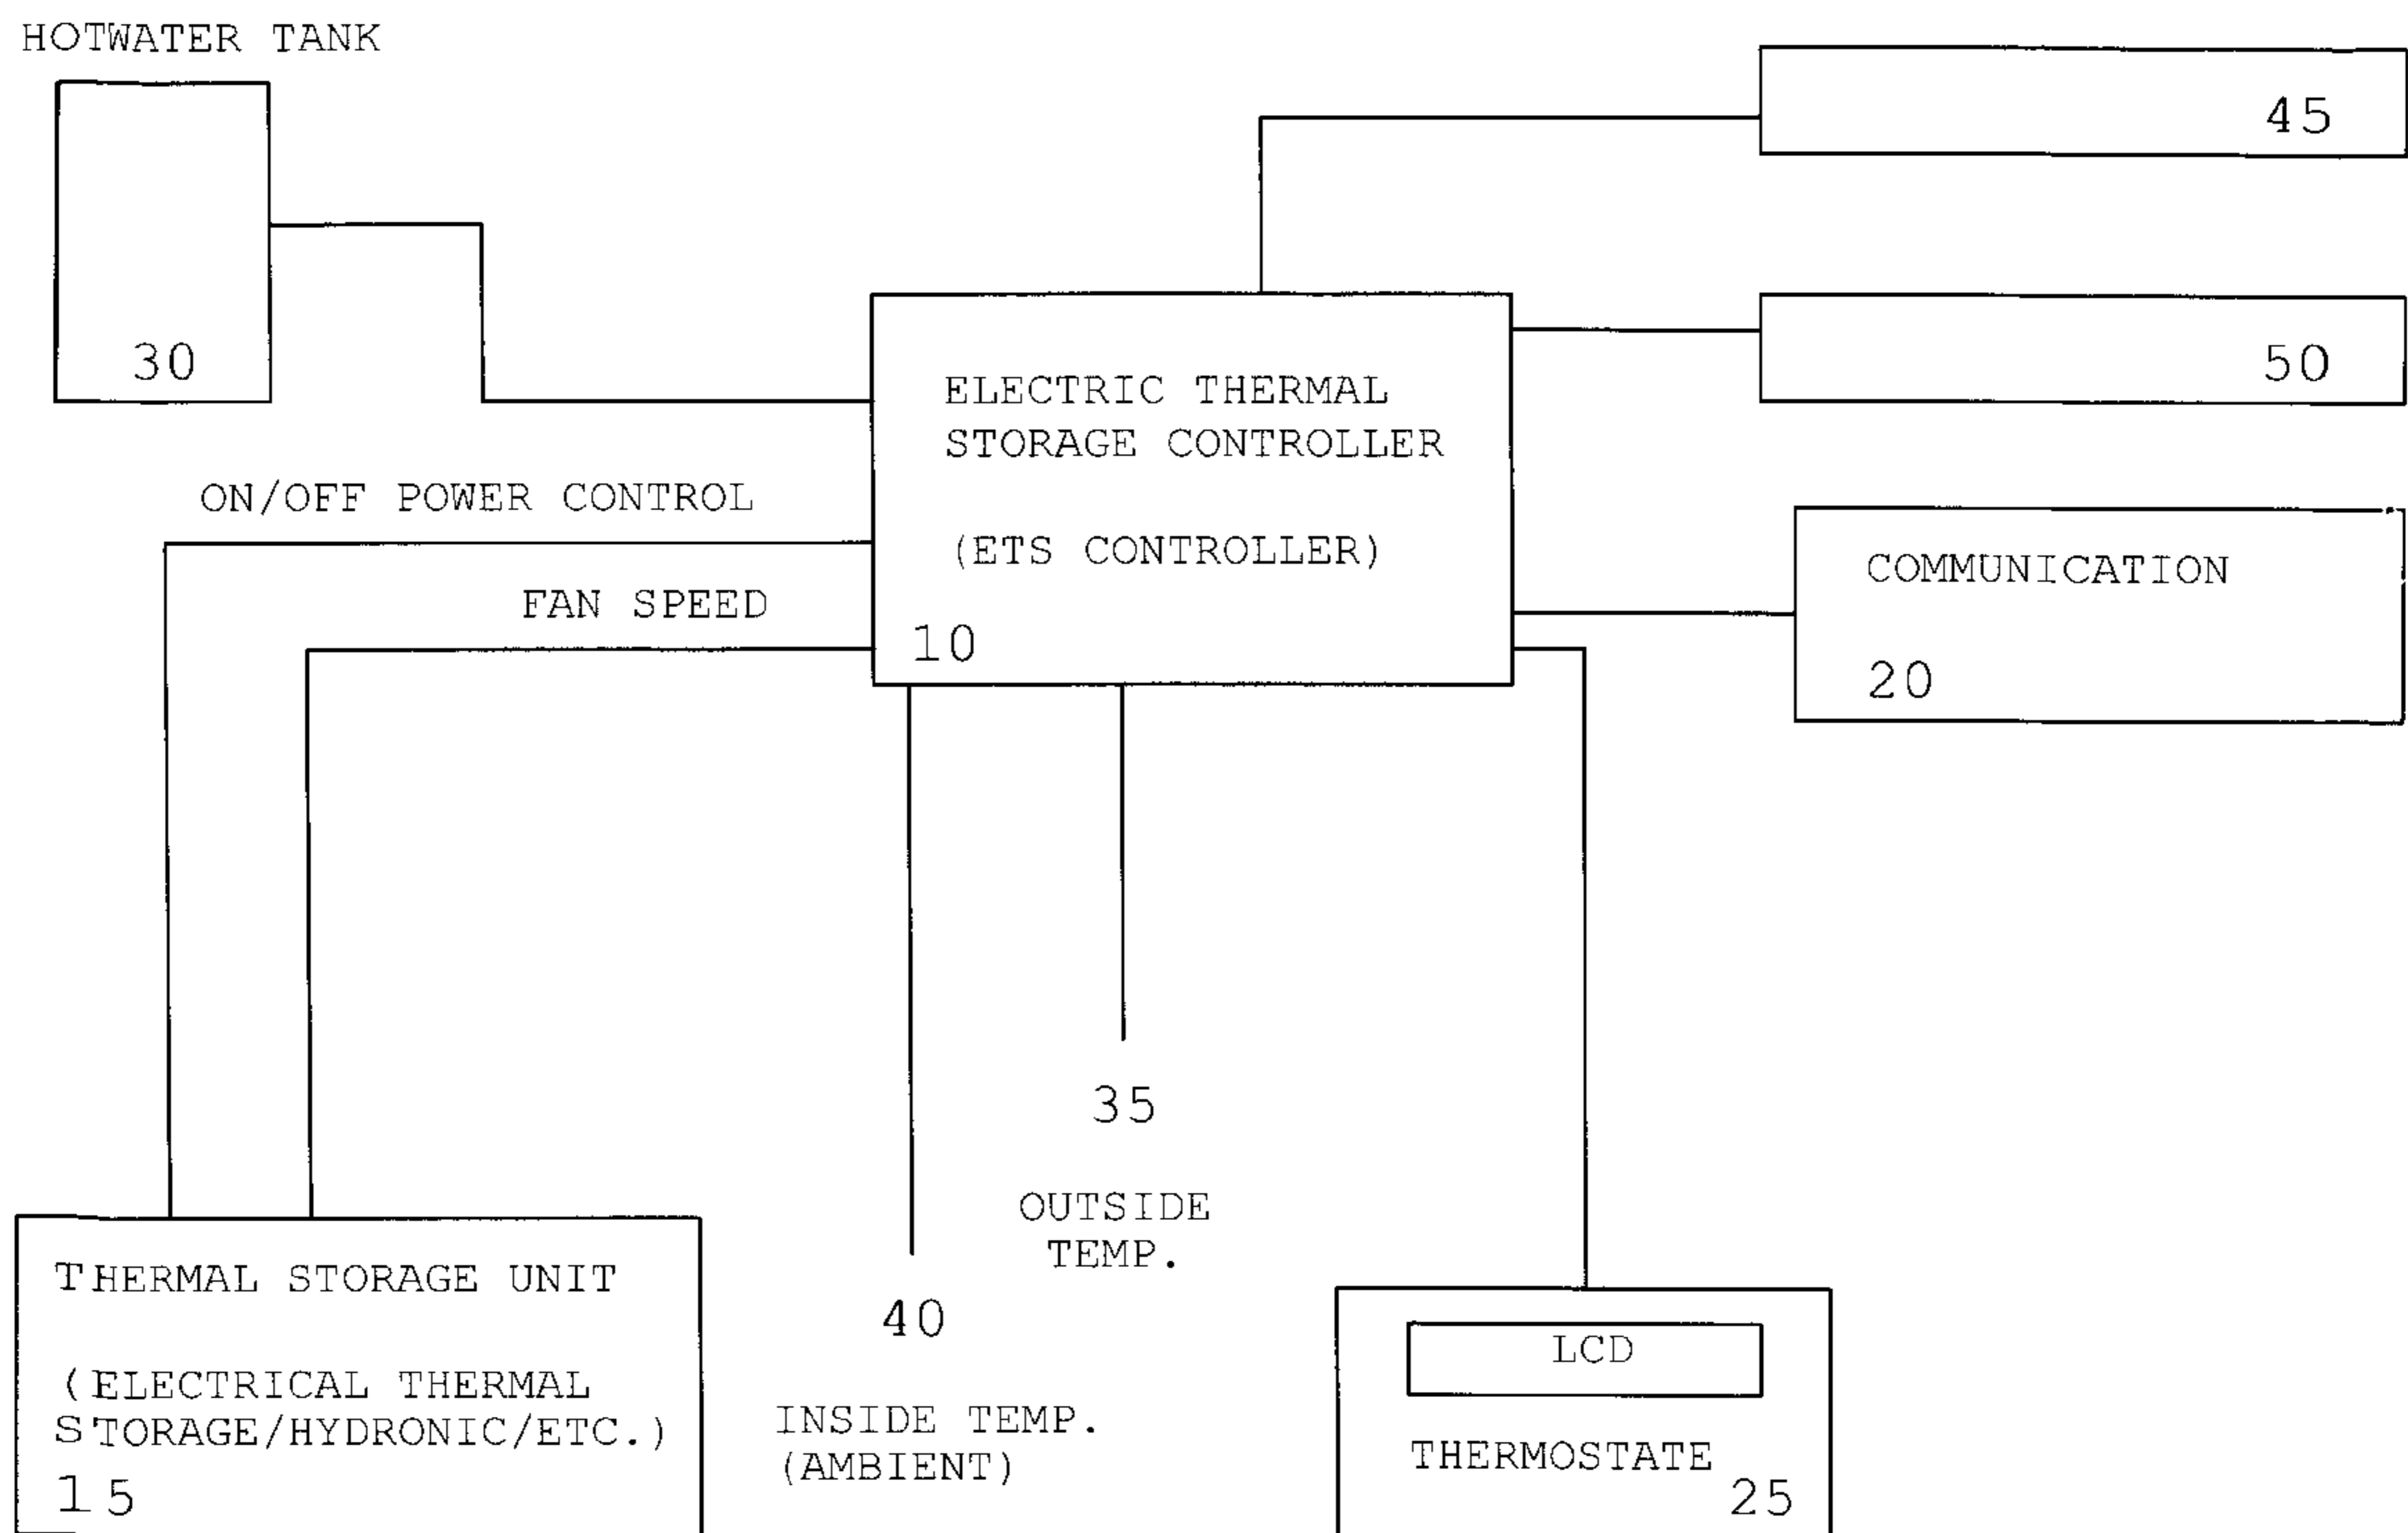 HOTWATER TANK
30
45
50
ELECTRIC THERMAL
STORAGE CONTROLLER
(ETS CONTROLLER)
10
ON/OFF POWER CONTROL
FAN SPEED
COMMUNICATION
20
35
OUTSIDE
TEMP.
40
INSIDE TEMP.
(AMBIENT)
THERMAL STORAGE UNIT
(ELECTRICAL THERMAL
STORAGE/HYDRONIC/ETC.)
15
LCD
THERMOSTATE
25